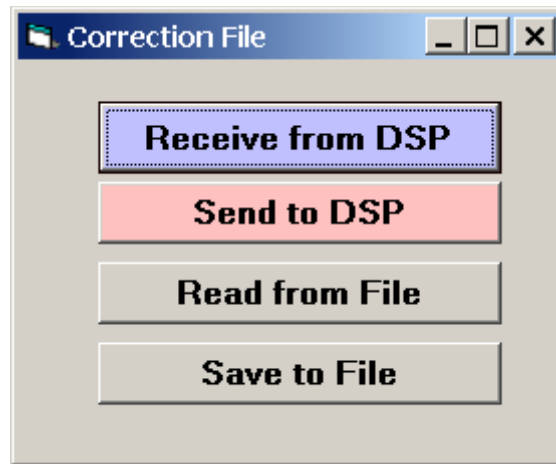 Correction File
Receive from DSP
Send to DSP
Read from File
Save to File